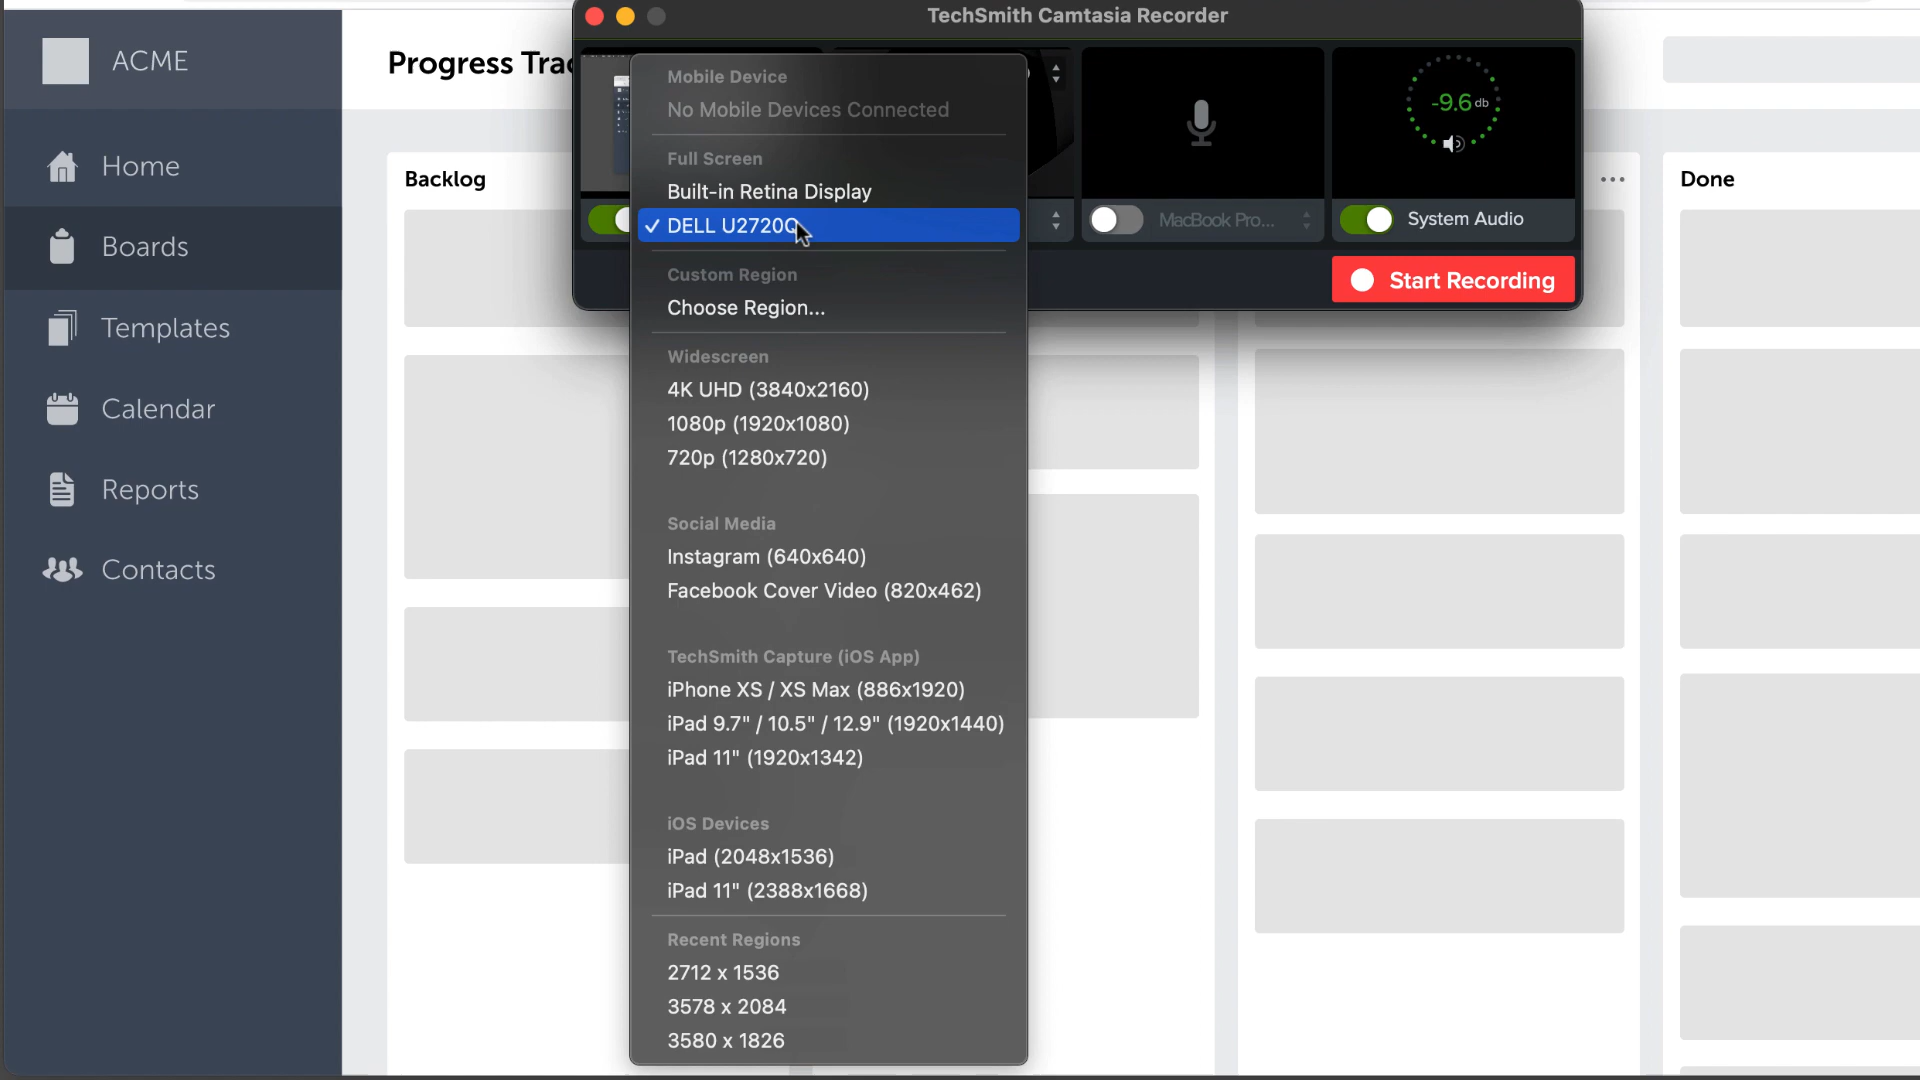 TechSmith Camtasia Recorder
ACME
Progress Trac
Home
Boards
Templates
Calendar
Reports
Contacts
Backlog
Mobile Device
No Mobile Devices Connected
Full Screen
Built-in Retina Display
✓ DELL U2720Q
Custom Region
Choose Region...
Widescreen
4K UHD (3840x2160)
1080p (1920x1080)
720p (1280x720)
Social Media
Instagram (640x640)
Facebook Cover Video (820x462)
TechSmith Capture (iOS App)
iPhone XS / XS Max (886x1920)
iPad 9.7" / 10.5" / 12.9" (1920x1440)
iPad 11" (1920x1342)
iOS Devices
iPad (2048x1536)
iPad 11" (2388x1668)
Recent Regions
2712 x 1536
3578 x 2084
3580 x 1826
MacBook Pro...
-9.6 db
System Audio
Start Recording
Done